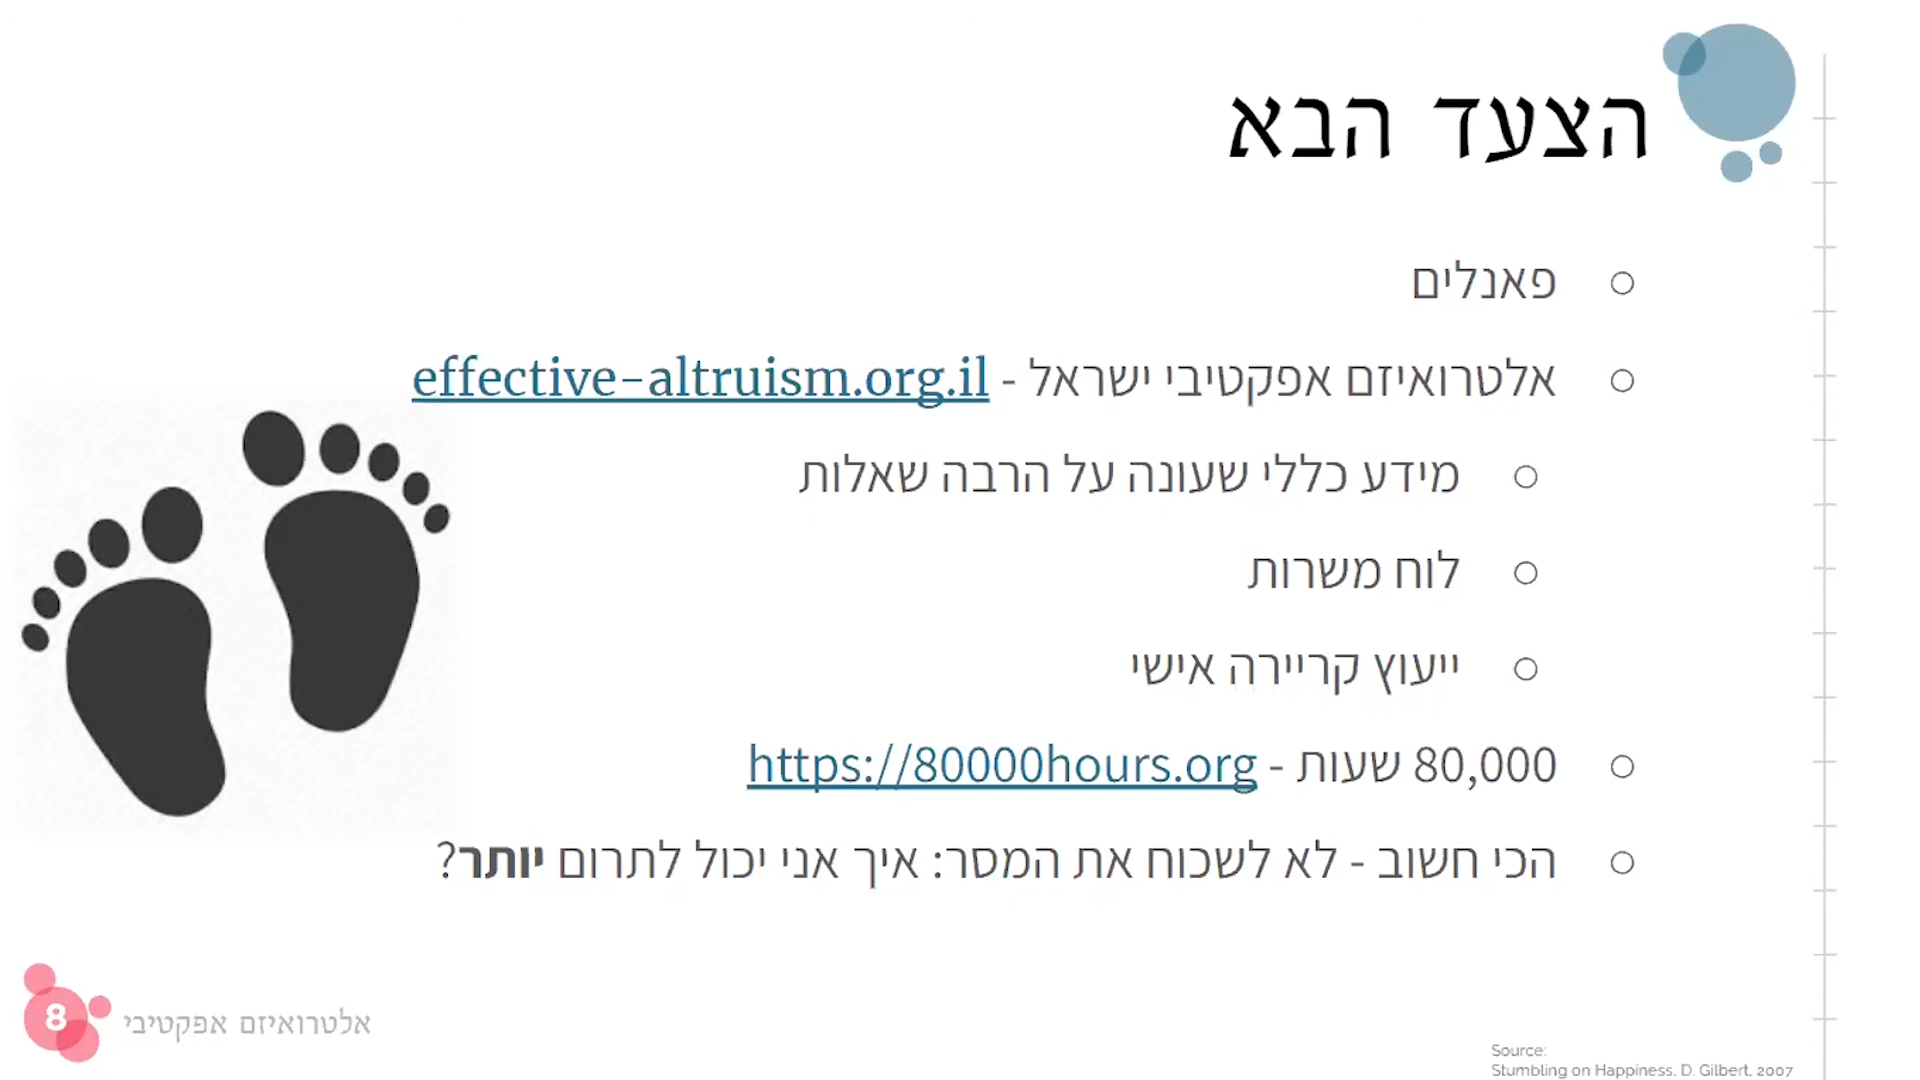 הצעד הבא
פאנלים
אלטרואיזם אפקטיבי ישראל - effective-altruism.org.il
מידע כללי שעונה על הרבה שאלות
לוח משרות
ייעוץ קריירה אישי
80,000 שעות - https://80000hours.org
הכי חשוב - לא לשכוח את המסר: איך אני יכול לתרום יותר?
8
אלטרואיזם אפקטיבי
Source:
Stumbling on Happiness, D. Gilbert, 2007